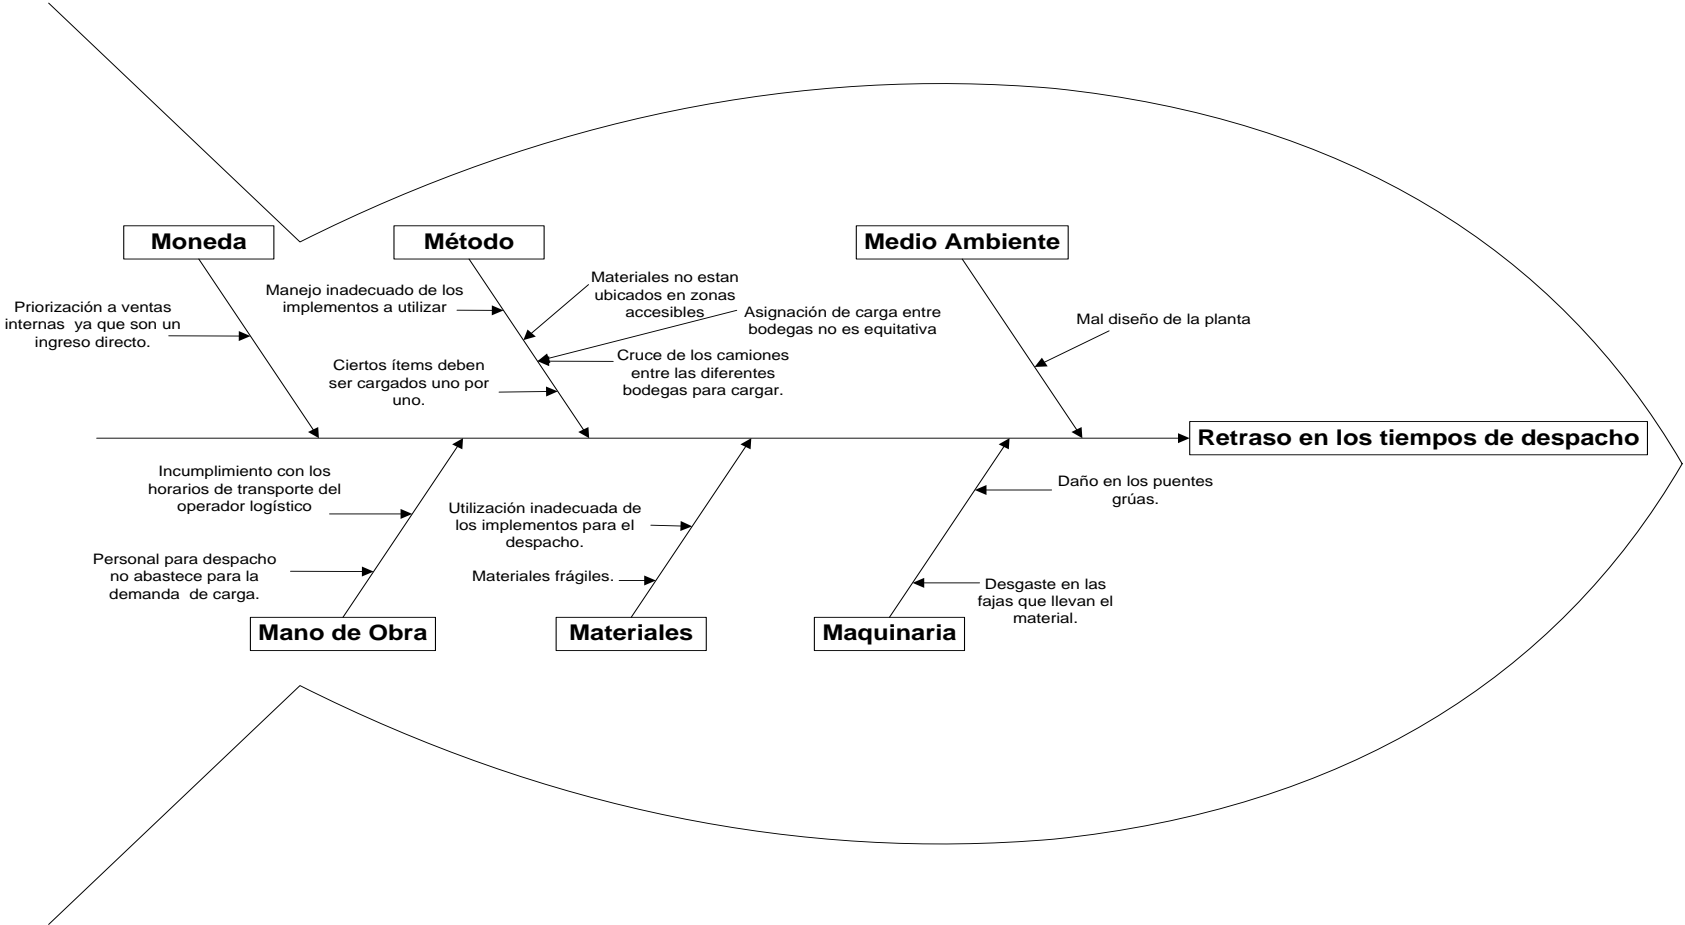 Moneda
Método
Medio Ambiente
Priorización a ventas
internas ya que son un
ingreso directo.
Manejo inadecuado de los
implementos a utilizar
Materiales no estan
ubicados en zonas
accesibles
Asignación de carga entre
bodegas no es equitativa
Ciertos ítems deben
ser cargados uno por
uno.
Cruce de los camiones
entre las diferentes
bodegas para cargar.
Mal diseño de la planta
Retraso en los tiempos de despacho
Incumplimiento con los
horarios de transporte del
operador logístico
Personal para despacho
no abastece para la
demanda de carga.
Utilización inadecuada de
los implementos para el
despacho.
Materiales frágiles.
Daño en los puentes
grúas.
Desgaste en las
fajas que llevan el
material.
Mano de Obra
Materiales
Maquinaria